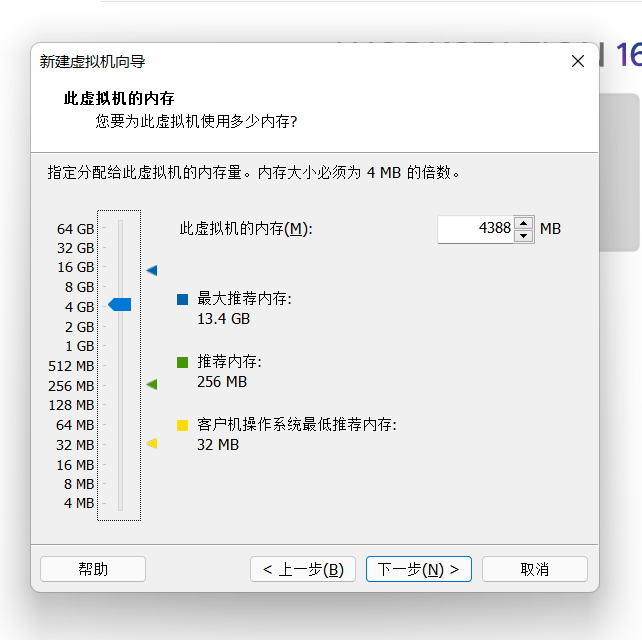 16
新建虚拟机向导
此虚拟机的内存
您要为此虚拟机使用多少内存?
指定分配给此虚拟机的内存量。内存大小必须为 4 MB 的倍数。
64 GB
32 GB
16 GB
8 GB
4 GB
2 GB
1 GB
512 MB
256 MB
128 MB
64 MB
32 MB
16 MB
8 MB
4 MB
此虚拟机的内存(M): 4388 MB
最大推荐内存:
13.4 GB
推荐内存:
256 MB
客户机操作系统最低推荐内存:
32 MB
帮助 < 上一步(B) 下一步(N) > 取消